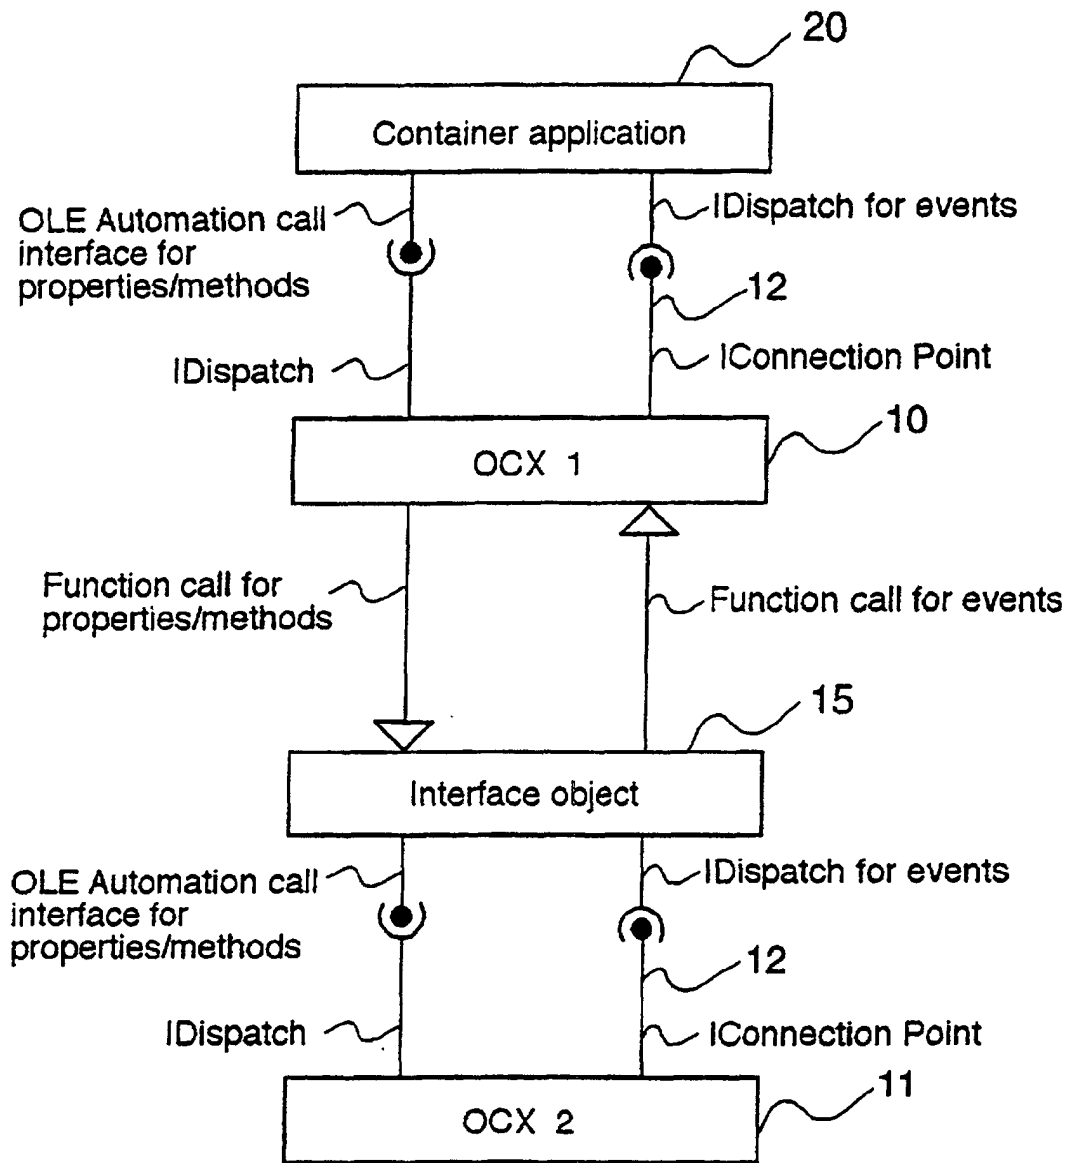 20
Container application
OLE Automation call
interface for
properties/methods
IDispatch for events
12
IDispatch
IConnection Point
10
OCX 1
Function call for
properties/methods
Function call for events
15
Interface object
OLE Automation call
interface for
properties/methods
IDispatch for events
12
IDispatch
IConnection Point
11
OCX 2